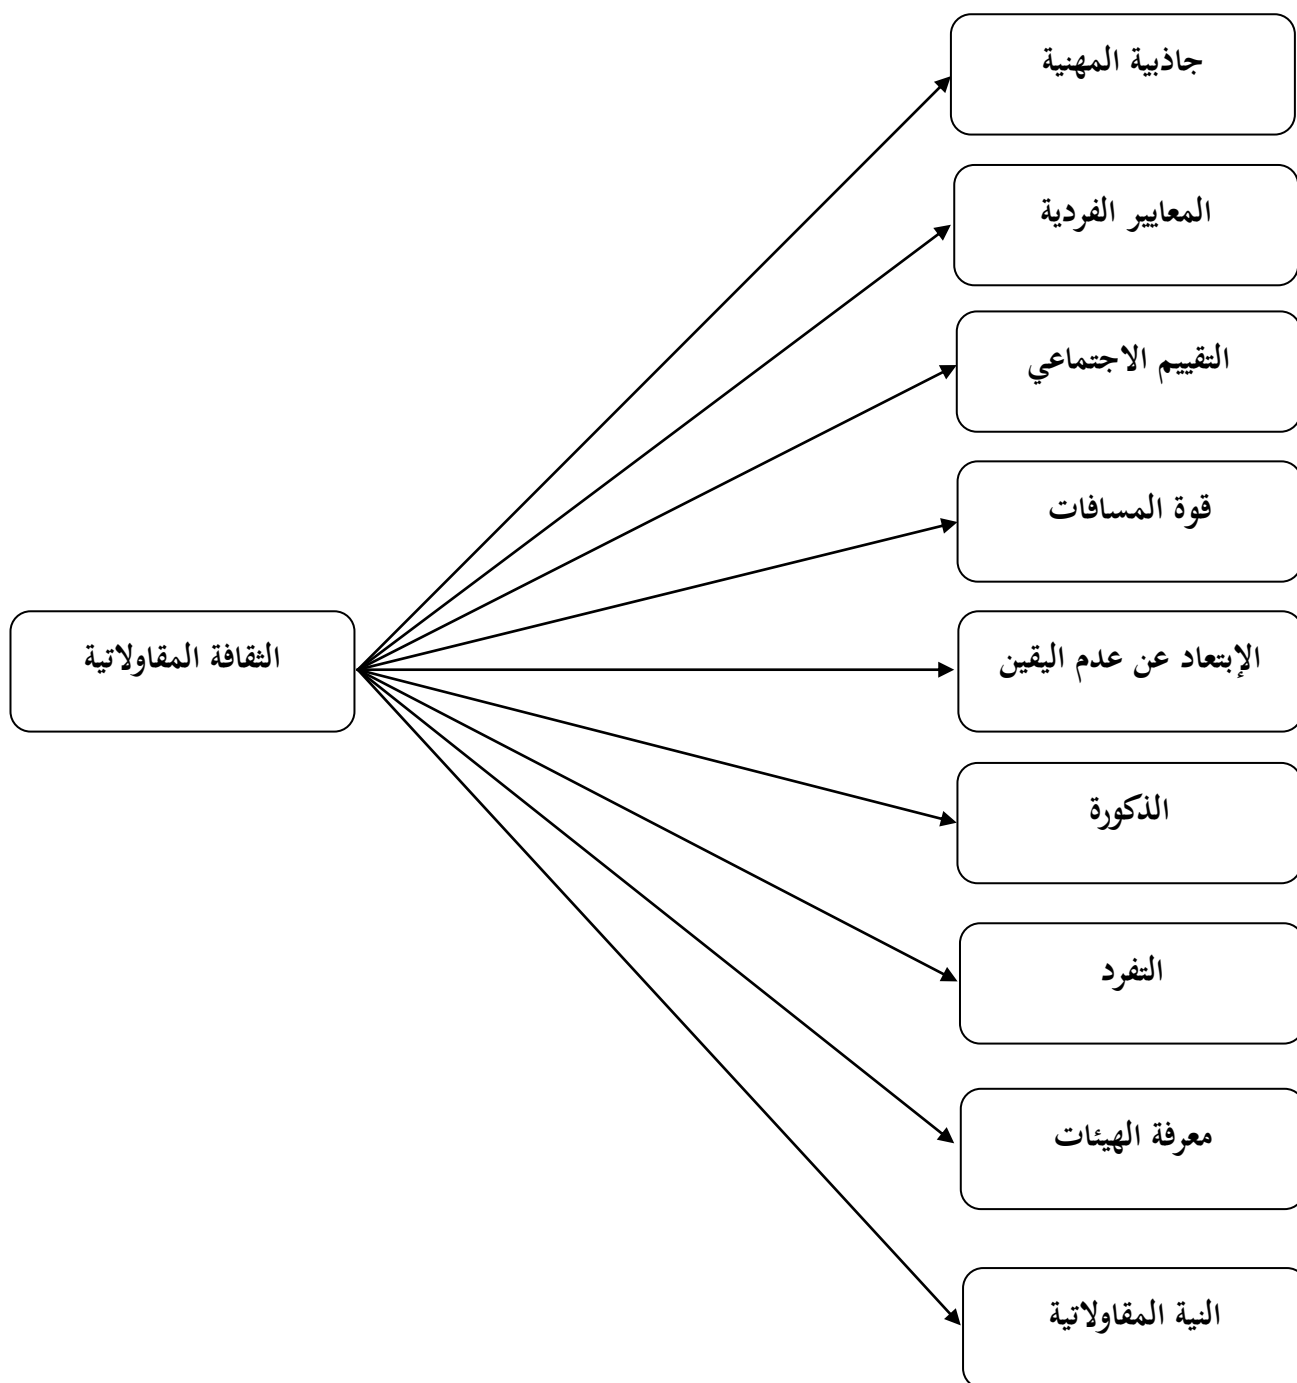 جاذبية المهنية
المعايير الفردية
التقييم الاجتماعي
قوة المسافات
الثقافة المقاولاتية
الإبتعاد عن عدم اليقين
الذكورة
التفرد
معرفة الهيئات
النية المقاولاتية